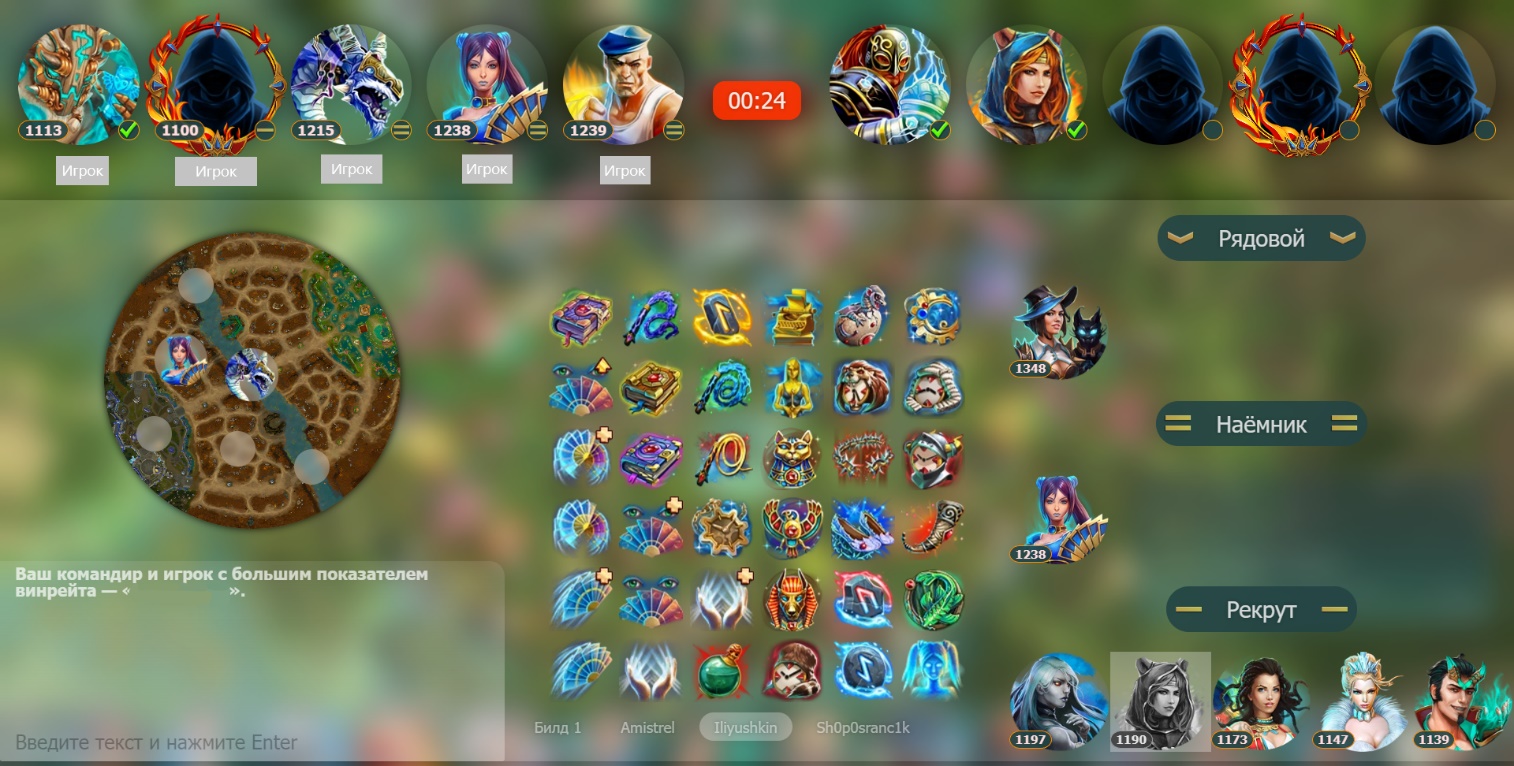 1113
1100
1215
1238
1239
00:24
Игрок
Игрок
Игрок
Игрок
Игрок
Рядовой
1348
Наёмник
1238
Рекрут
1197
1190
1173
1147
1139
Ваш командир и игрок с большим показателем
винрейта — « ».
Введите текст и нажмите Enter
Билд 1 Amistrel Iliyushkin Sh0p0sranc1k